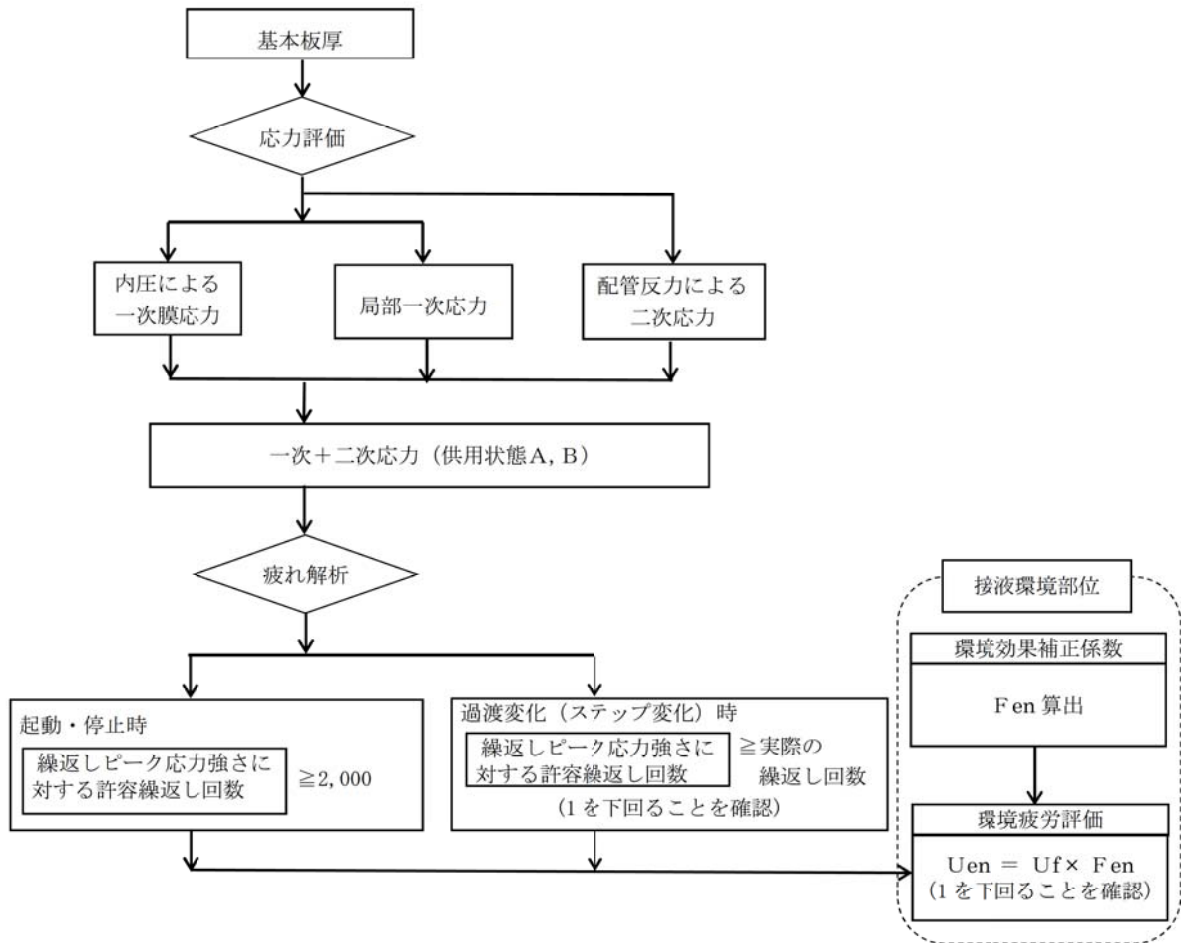 基本板厚
応力評価
内圧による
一次膜応力
局部一次応力
配管反力による
二次応力
一次+二次応力(供用状態A, B)
疲れ解析
起動・停止時
繰返しピーク応力強さに
対する許容繰返し回数
≧2,000
過渡変化(ステップ変化)時
繰返しピーク応力強さに
対する許容繰返し回数
≧実際の
繰返し回数
(1を下回ることを確認)
接液環境部位
環境効果補正係数
Fen 算出
環境疲労評価
Uen = Uf× Fen
(1を下回ることを確認)